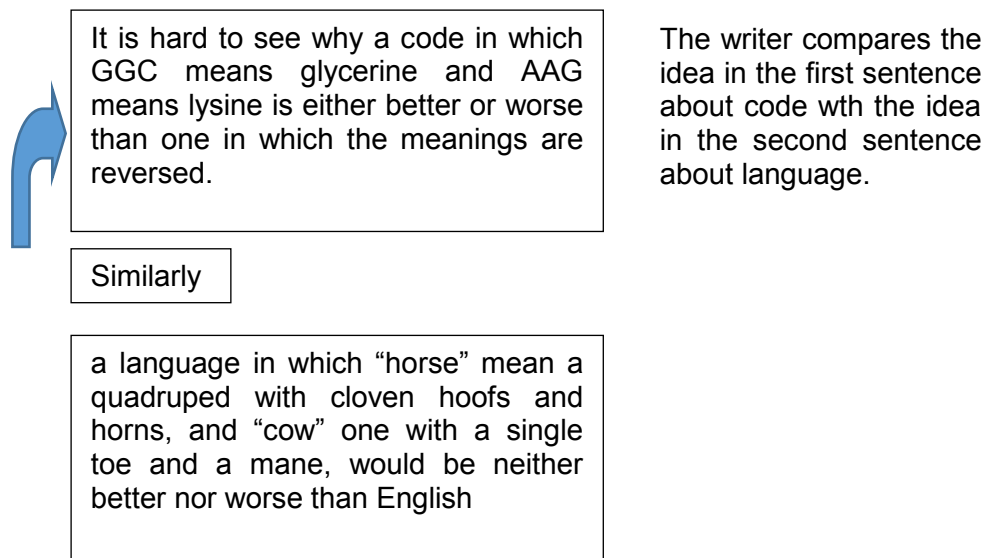 It is hard to see why a code in which
GGC means glycerine and AAG
means lysine is either better or worse
than one in which the meanings are
reversed.
The writer compares the
idea in the first sentence
about code wth the idea
in the second sentence
about language.
Similarly
a language in which “horse” mean a
quadruped with cloven hoofs and
horns, and “cow” one with a single
toe and a mane, would be neither
better nor worse than English